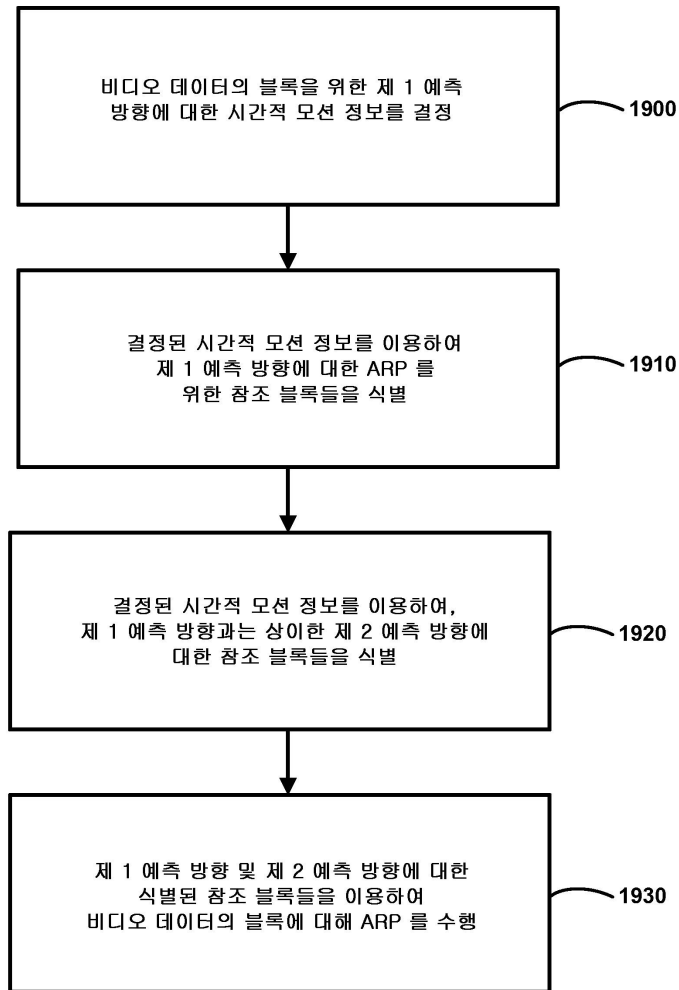 비디오 데이터의 블록을 위한 제 1 예측
방향에 대한 시간적 모션 정보를 결정
1900
결정된 시간적 모션 정보를 이용하여
제 1 예측 방향에 대한 ARP 를
위한 참조 블록들을 식별
1910
결정된 시간적 모션 정보를 이용하여,
제 1 예측 방향과는 상이한 제 2 예측 방향에
대한 참조 블록들을 식별
1920
제 1 예측 방향 및 제 2 예측 방향에 대한
식별된 참조 블록들을 이용하여
비디오 데이터의 블록에 대해 ARP 를 수행
1930